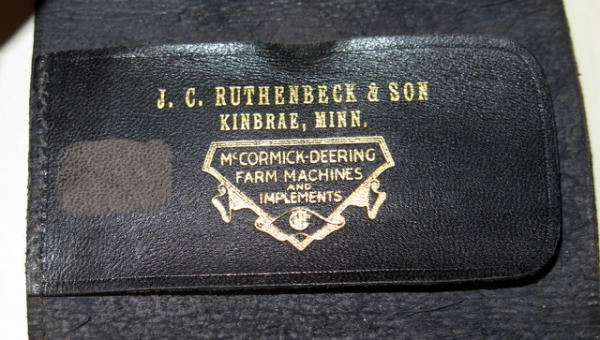 J. C. RUTHENBECK & SON
KINBRAE, MINN.
McCORMICK-DEERING
FARM MACHINES
AND
IMPLEMENTS